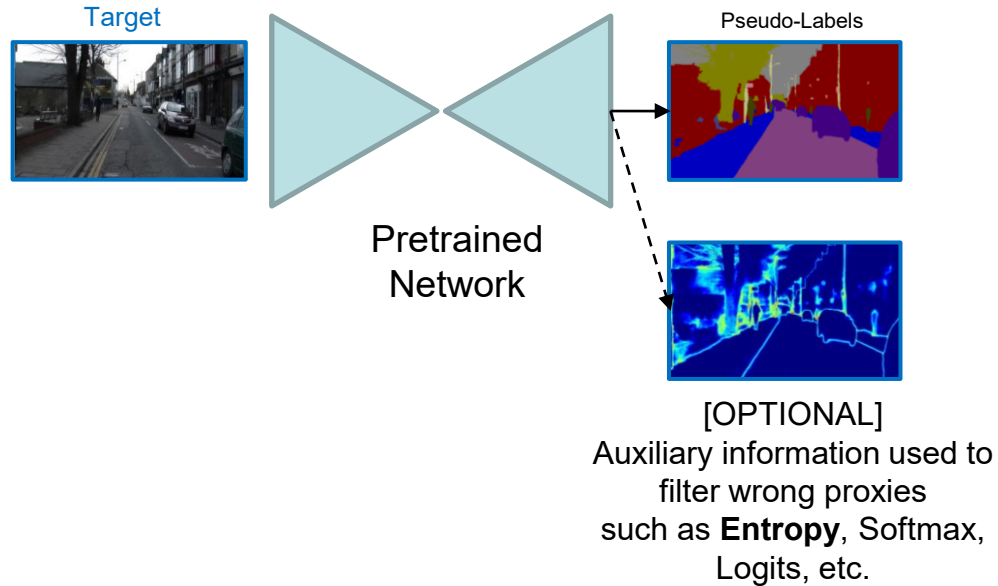 Target
Pseudo-Labels
Pretrained
Network
[OPTIONAL]
Auxiliary information used to
filter wrong proxies
such as Entropy, Softmax,
Logits, etc.